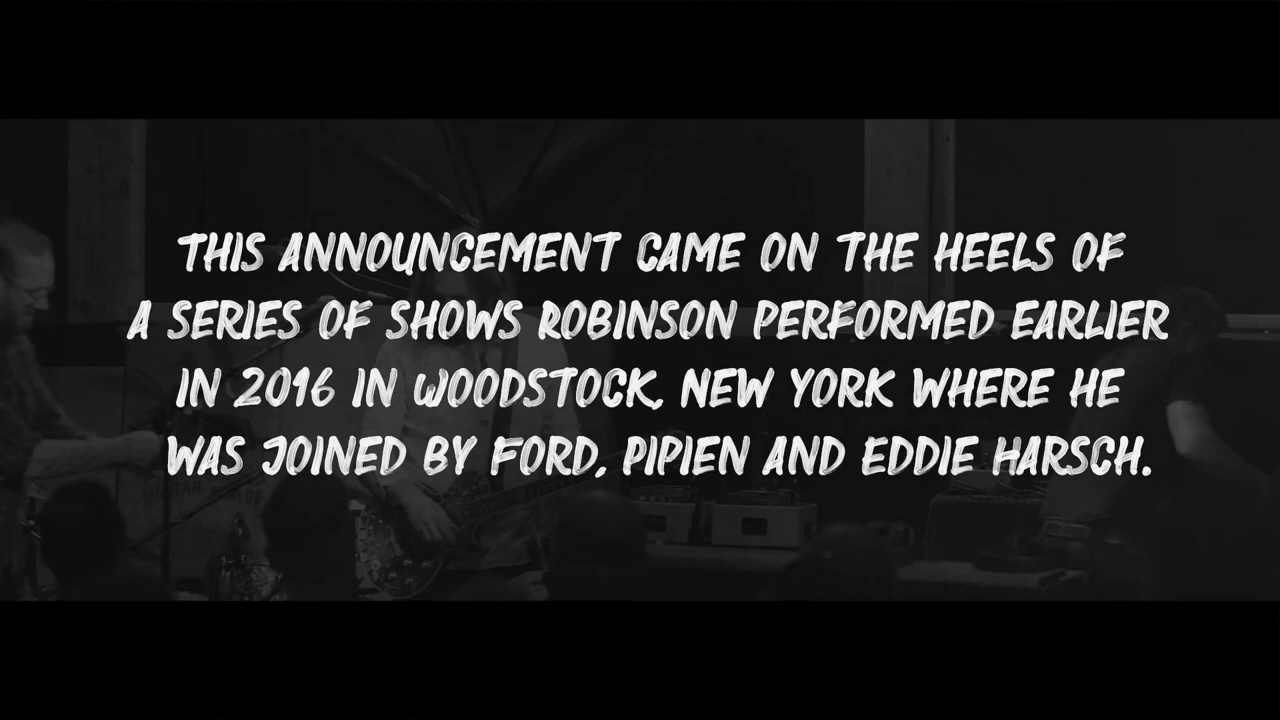 THIS ANNOUNCEMENT CAME ON THE HEELS OF
A SERIES OF SHOWS ROBINSON PERFORMED EARLIER
IN 2016 IN WOODSTOCK, NEW YORK WHERE HE
WAS JOINED BY FORD, PIPIEN AND EDDIE HARSCH.